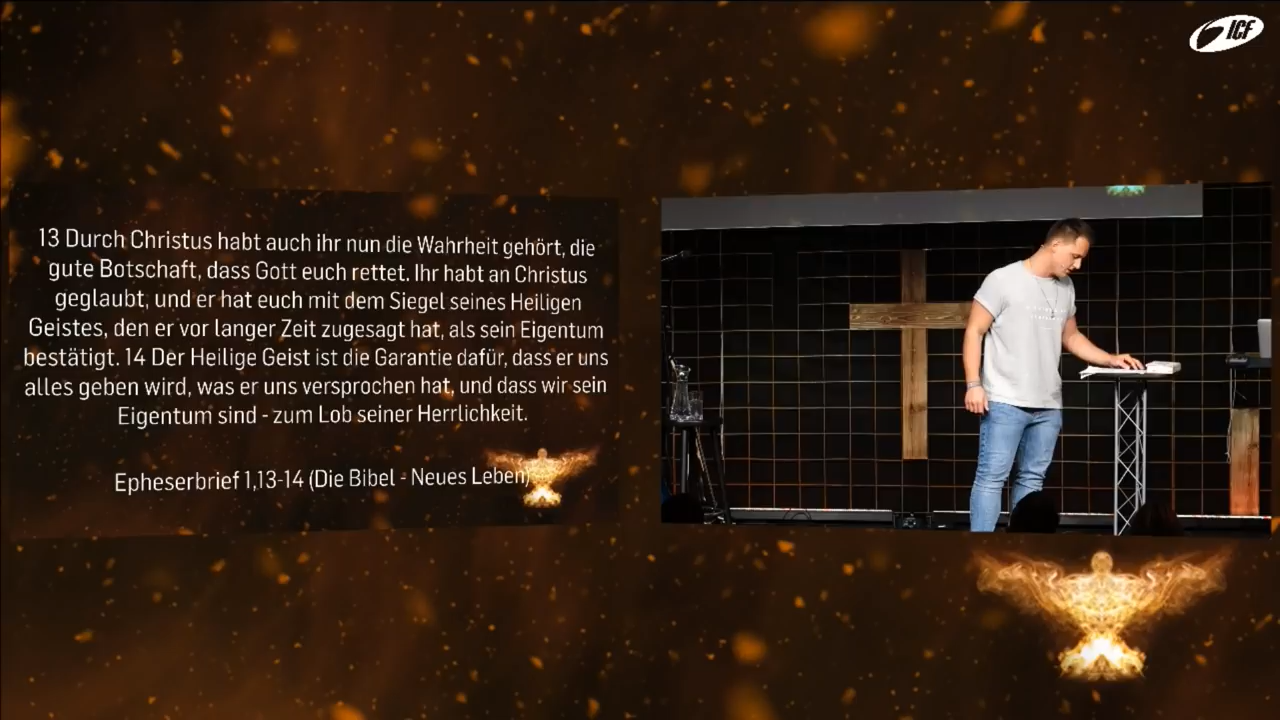 ICF
13 Durch Christus habt auch ihr nun die Wahrheit gehört, die
gute Botschaft, dass Gott euch rettet. Ihr habt an Christus
geglaubt, und er hat euch mit dem Siegel seines Heiligen
Geistes, den er vor langer Zeit zugesagt hat, als sein Eigentum
bestätigt. 14 Der Heilige Geist ist die Garantie dafür, dass er uns
alles geben wird, was er uns versprochen hat, und dass wir sein
Eigentum sind - zum Lob seiner Herrlichkeit.
Epheserbrief 1,13-14 (Die Bibel - Neues Leben)